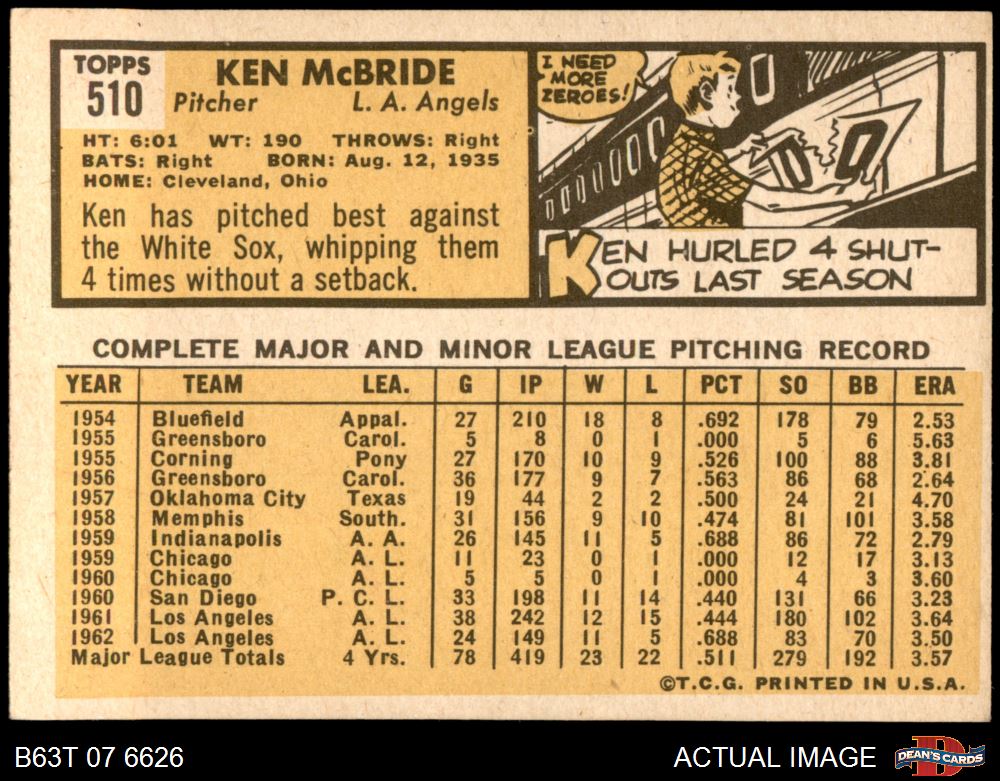 TOPPS
510
KEN McBRIDE
Pitcher L. A. Angels
HT: 6:01 WT: 190 THROWS: Right
BATS: Right BORN: Aug. 12, 1935
HOME: Cleveland, Ohio
Ken has pitched best against
the White Sox, whipping them
4 times without a setback.
I NEED
MORE
ZEROES!
0
0
KEN HURLED 4 SHUT-
OUTS LAST SEASON
COMPLETE MAJOR AND MINOR LEAGUE PITCHING RECORD
YEAR TEAM LEA. G IP W L PCT SO BB ERA
1954 Bluefield Appal. 27 210 18 8 .692 178 79 2.53
1955 Greensboro Carol. 5 8 0 1 .000 5 6 5.63
1955 Corning Pony 27 170 10 9 .526 100 88 3.81
1956 Greensboro Carol. 36 177 9 7 .563 86 68 2.64
1957 Oklahoma City Texas 19 44 2 2 .500 24 21 4.70
1958 Memphis South. 31 156 9 10 .474 81 101 3.58
1959 Indianapolis A. A. 26 145 11 5 .688 86 72 2.79
1959 Chicago A. L. 11 23 0 1 .000 12 17 3.13
1960 Chicago A. L. 5 5 0 1 .000 4 3 3.60
1960 San Diego P. C. L. 33 198 11 14 .440 131 66 3.23
1961 Los Angeles A. L. 38 242 12 15 .444 180 102 3.64
1962 Los Angeles A. L. 24 149 11 5 .688 83 70 3.50
Major League Totals 4 Yrs. 78 419 23 22 .511 279 192 3.57
©T.C.G. PRINTED IN U.S.A.
B63T 07 6626 ACTUAL IMAGE DEAN'S CARDS